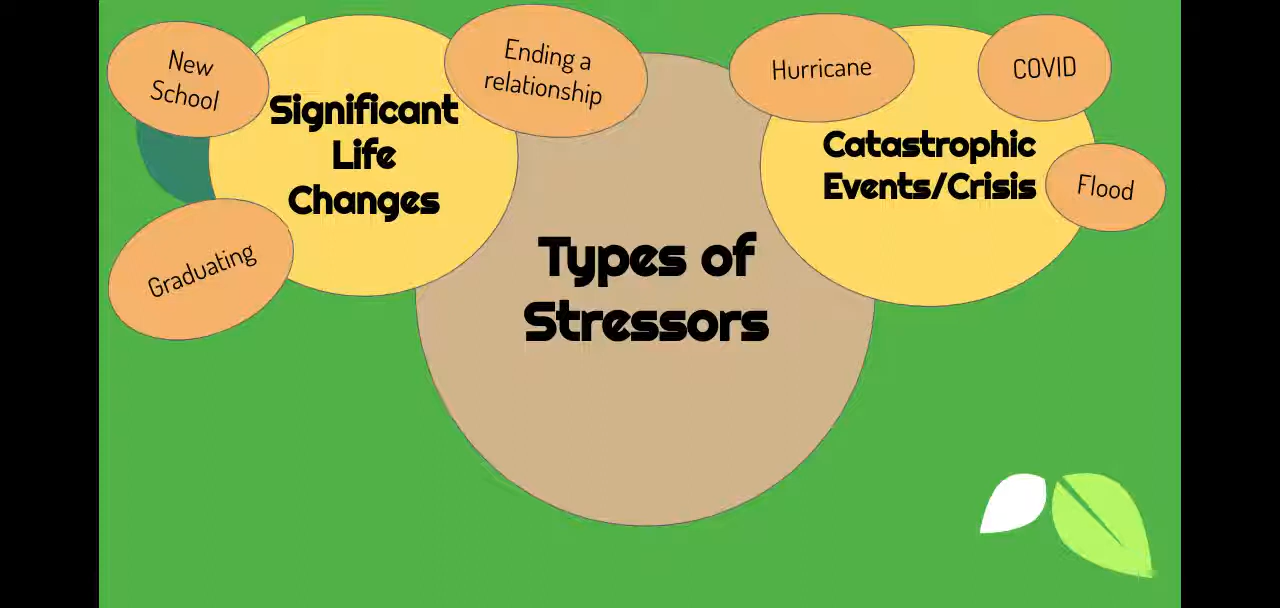 New
School
Significant
Life
Changes
Graduating
Ending a
relationship
Types of
Stressors
Hurricane
COVID
Catastrophic
Events/Crisis
Flood